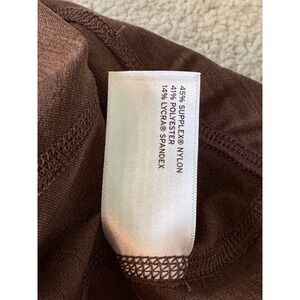 45% SUPPLEX® NYLON
41% POLYESTER
14% LYCRA® SPANDEX